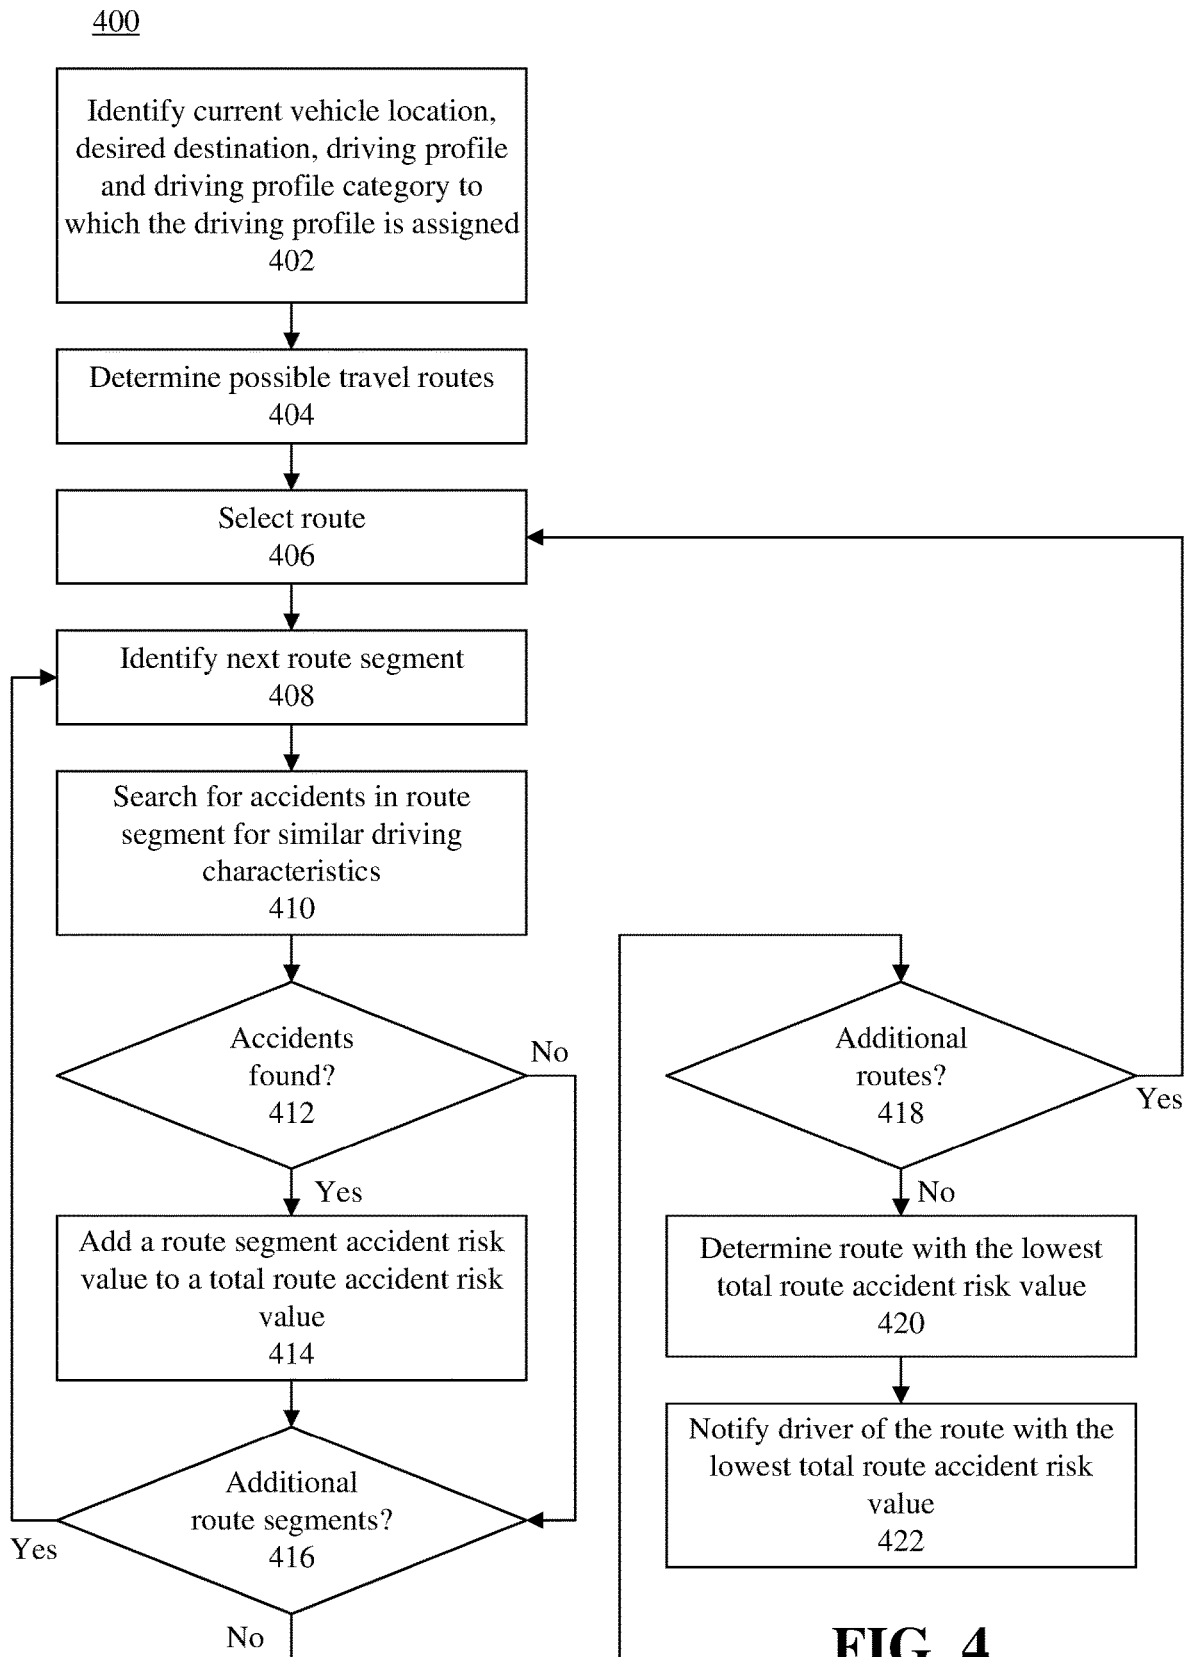 400
Identify current vehicle location,
desired destination, driving profile
and driving profile category to
which the driving profile is assigned
402
Determine possible travel routes
404
Select route
406
Identify next route segment
408
Search for accidents in route
segment for similar driving
characteristics
410
Accidents
found?
412
No
Yes
Add a route segment accident risk
value to a total route accident risk
value
414
Additional
route segments?
416
Yes
No
Additional
routes?
418
Yes
No
Determine route with the lowest
total route accident risk value
420
Notify driver of the route with the
lowest total route accident risk
value
422
FIG. 4